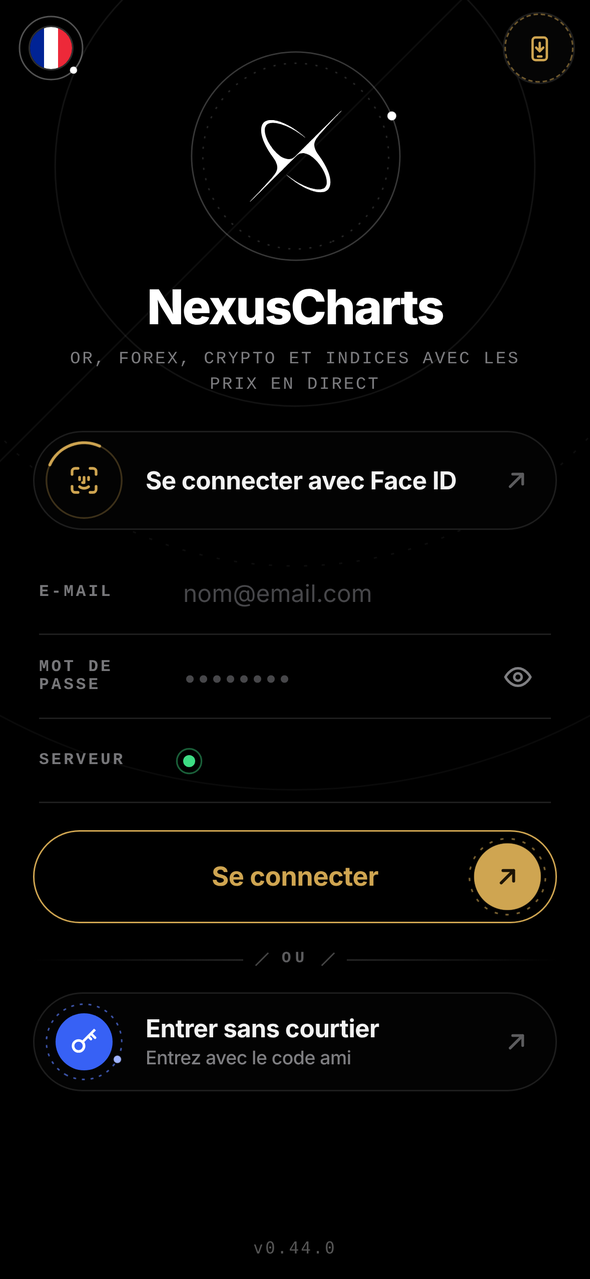 NexusCharts
OR, FOREX, CRYPTO ET INDICES AVEC LES
PRIX EN DIRECT
Se connecter avec Face ID
E-MAIL
nom@email.com
MOT DE
PASSE
••••••••
SERVEUR
Se connecter
OU
Entrer sans courtier
Entrez avec le code ami
v0.44.0